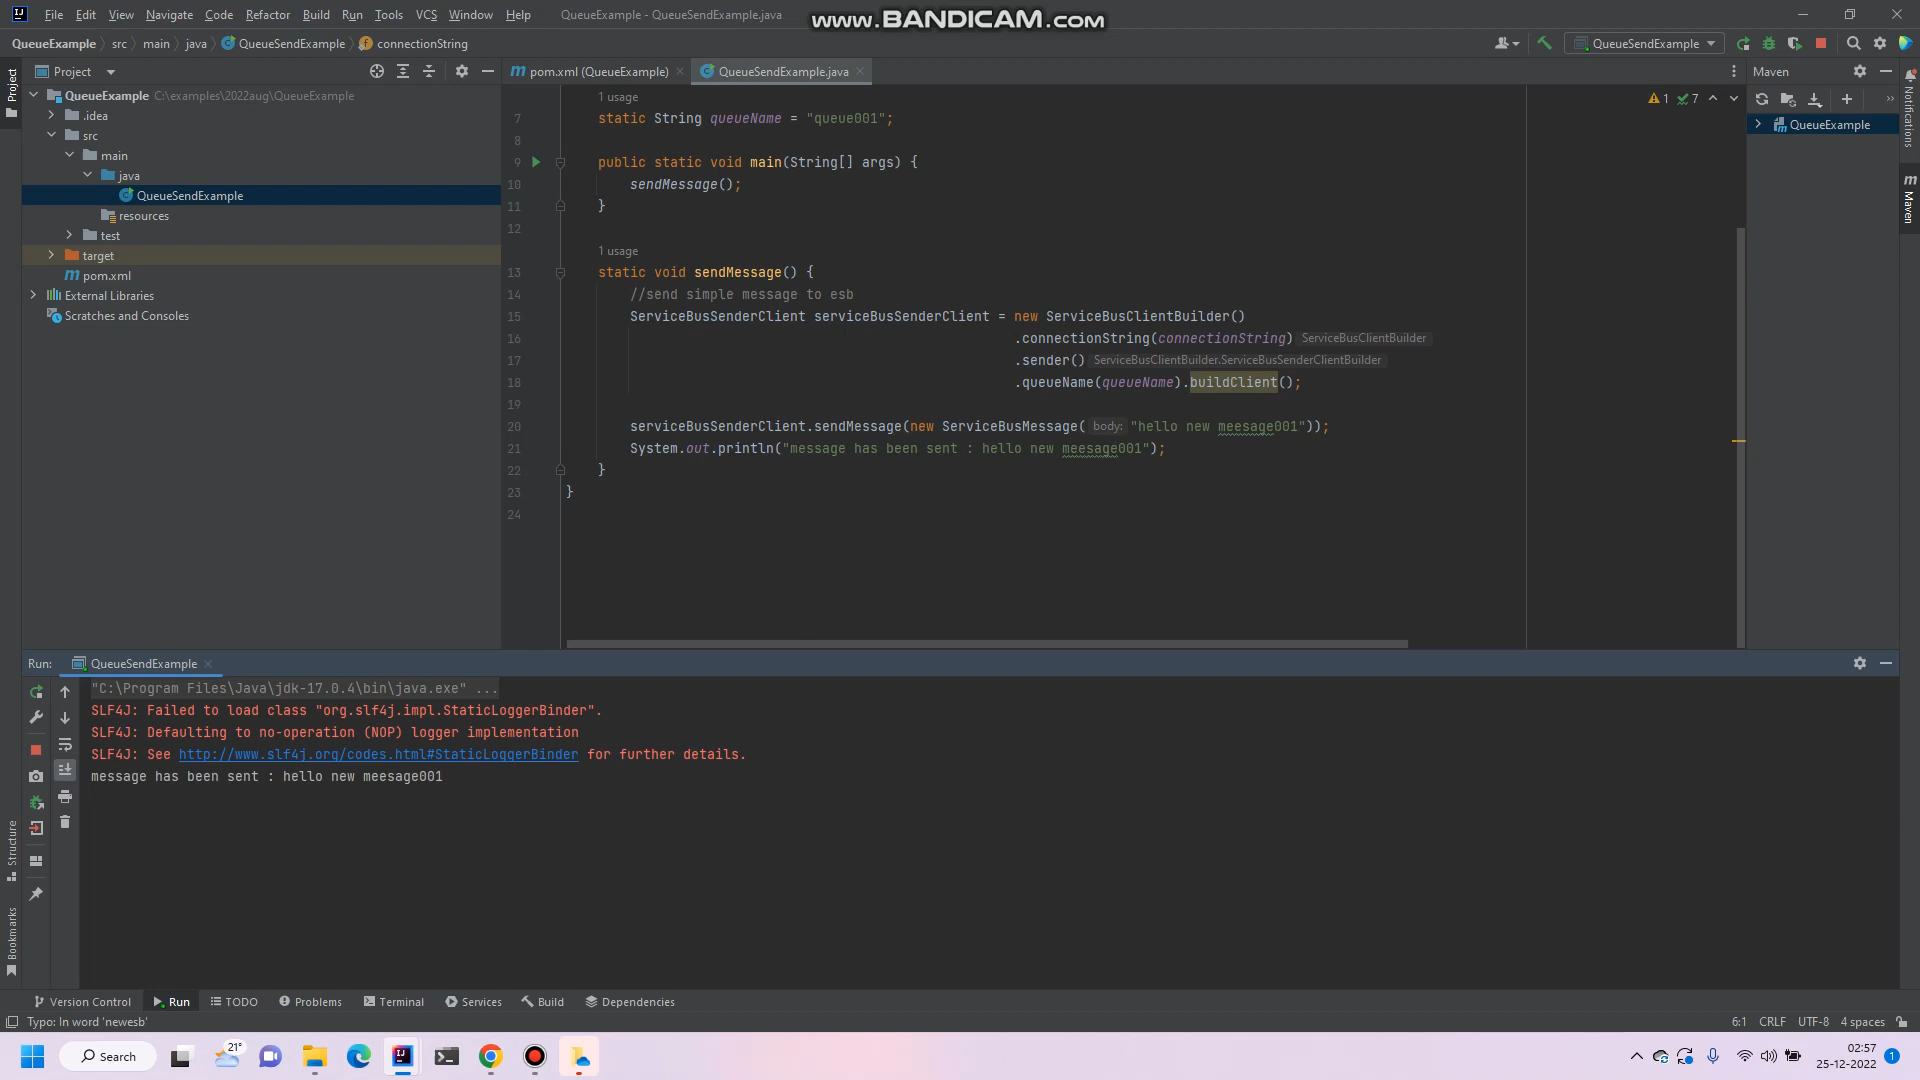 File Edit View Navigate Code Refactor Build Run Tools VCS Window Help QueueExample - QueueSendExample.java
www.BANDICAM.com
QueueExample src main java QueueSendExample connectionString
QueueSendExample
Project
pom.xml (QueueExample)
QueueSendExample.java
Maven
QueueExample C:\examples\2022aug\QueueExample
.idea
src
main
java
QueueSendExample
resources
test
target
pom.xml
External Libraries
Scratches and Consoles
1 usage
1 7
7 static String queueName = "queue001";
8
9 public static void main(String[] args) {
10 sendMessage();
11 }
12
1 usage
13 static void sendMessage() {
14 //send simple message to esb
15 ServiceBusSenderClient serviceBusSenderClient = new ServiceBusClientBuilder()
16 .connectionString(connectionString) ServiceBusClientBuilder
17 .sender() ServiceBusClientBuilder.ServiceBusSenderClientBuilder
18 .queueName(queueName).buildClient();
19
20 serviceBusSenderClient.sendMessage(new ServiceBusMessage( body: "hello new meesage001"));
21 System.out.println("message has been sent : hello new meesage001");
22 }
23 }
24
QueueExample
Project
Structure
Bookmarks
Notifications
Maven
Run: QueueSendExample
"C:\Program Files\Java\jdk-17.0.4\bin\java.exe" ...
SLF4J: Failed to load class "org.slf4j.impl.StaticLoggerBinder".
SLF4J: Defaulting to no-operation (NOP) logger implementation
SLF4J: See http://www.slf4j.org/codes.html#StaticLoggerBinder for further details.
message has been sent : hello new meesage001
Version Control Run TODO Problems Terminal Services Build Dependencies
Typo: In word 'newesb'
6:1 CRLF UTF-8 4 spaces
Search
21°
02:57
25-12-2022
1